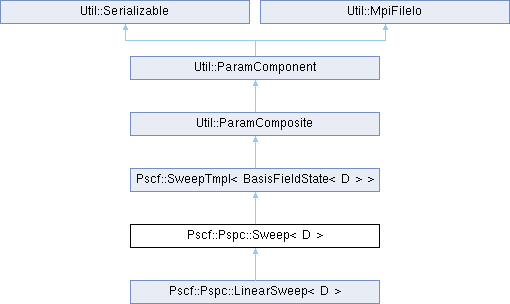 Util::Serializable
Util::MpiFileIo
Util::ParamComponent
Util::ParamComposite
Pscf::SweepTmpl< BasisFieldState< D > >
Pscf::Pspc::Sweep< D >
Pscf::Pspc::LinearSweep< D >